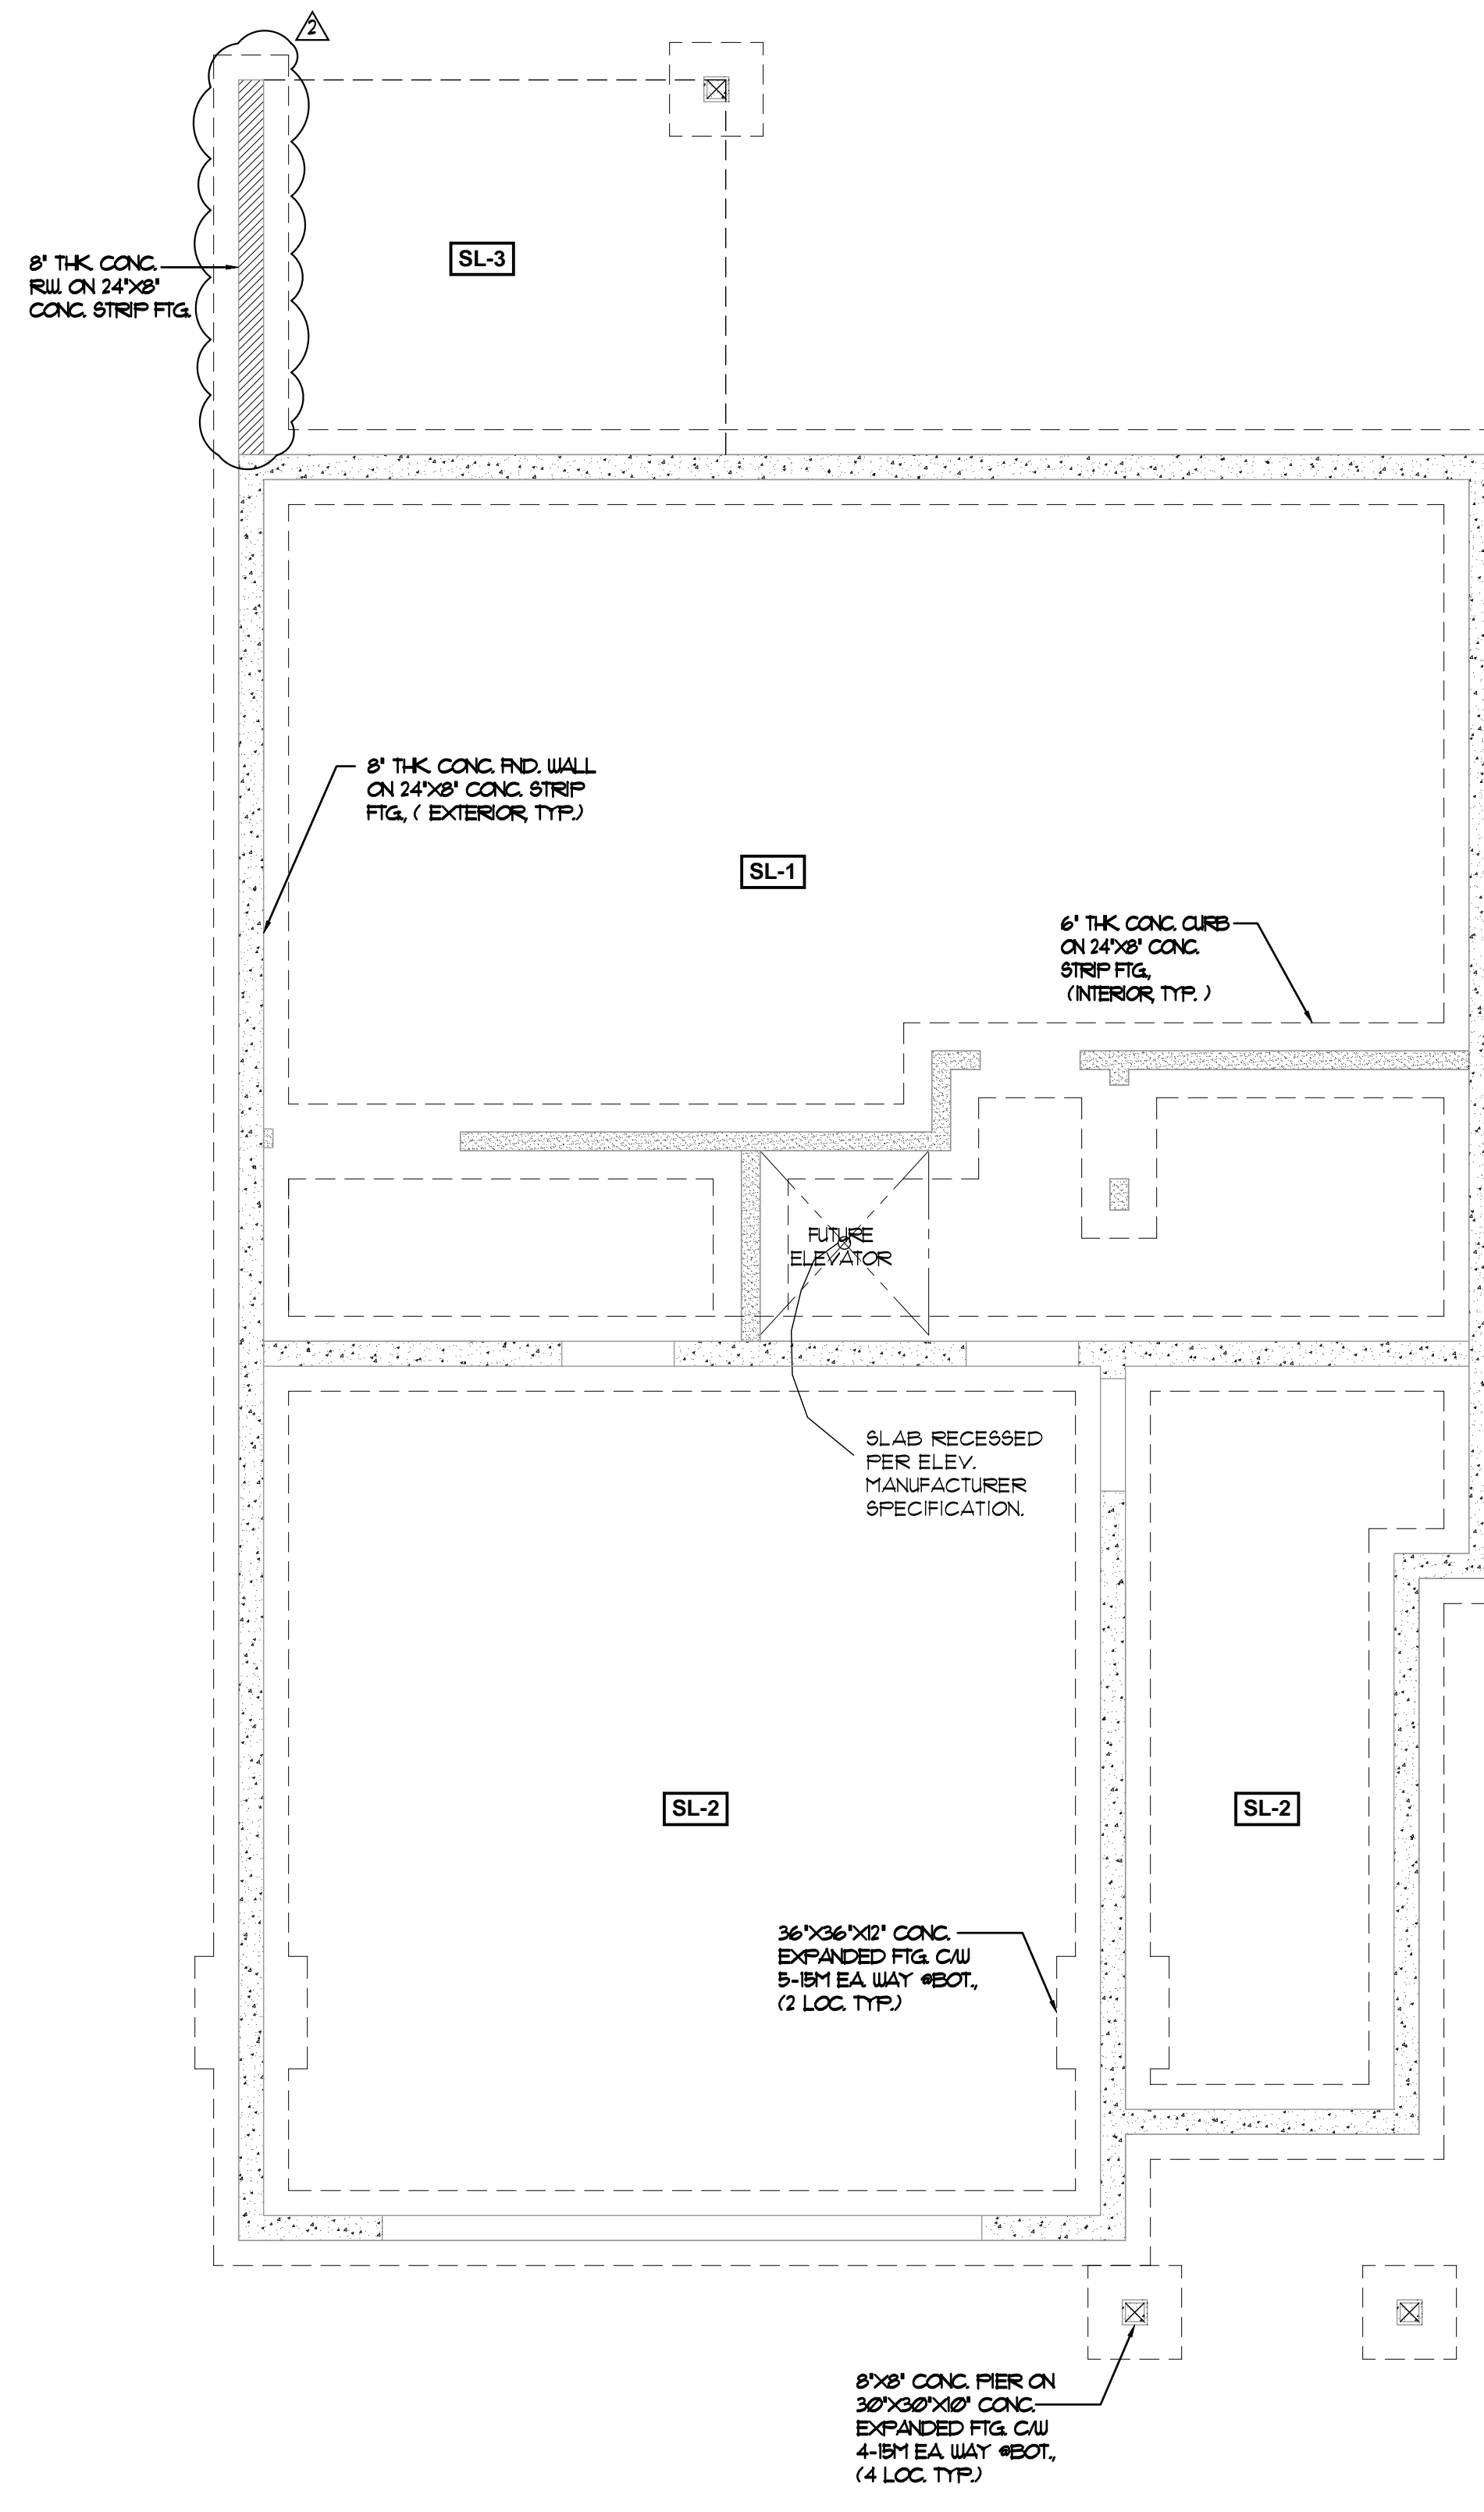 2
SL-3
8" THK. CONC.
R.W. ON 24"X8"
CONC. STRIP FTG.
8" THK. CONC. FND. WALL
ON 24"X8" CONC. STRIP
FTG., ( EXTERIOR, TYP.)
SL-1
6" THK. CONC. CURB
ON 24"X8" CONC.
STRIP FTG.,
(INTERIOR, TYP. )
FUTURE
ELEVATOR
SLAB RECESSED
PER ELEV.
MANUFACTURER
SPECIFICATION.
SL-2
SL-2
36"X36"X12" CONC.
EXPANDED FTG. C/W
5-15M EA. WAY @BOT.,
(2 LOC. TYP.)
8"X8" CONC. PIER ON
30"X30"X10" CONC.
EXPANDED FTG. C/W
4-15M EA. WAY @BOT.,
(4 LOC. TYP.)